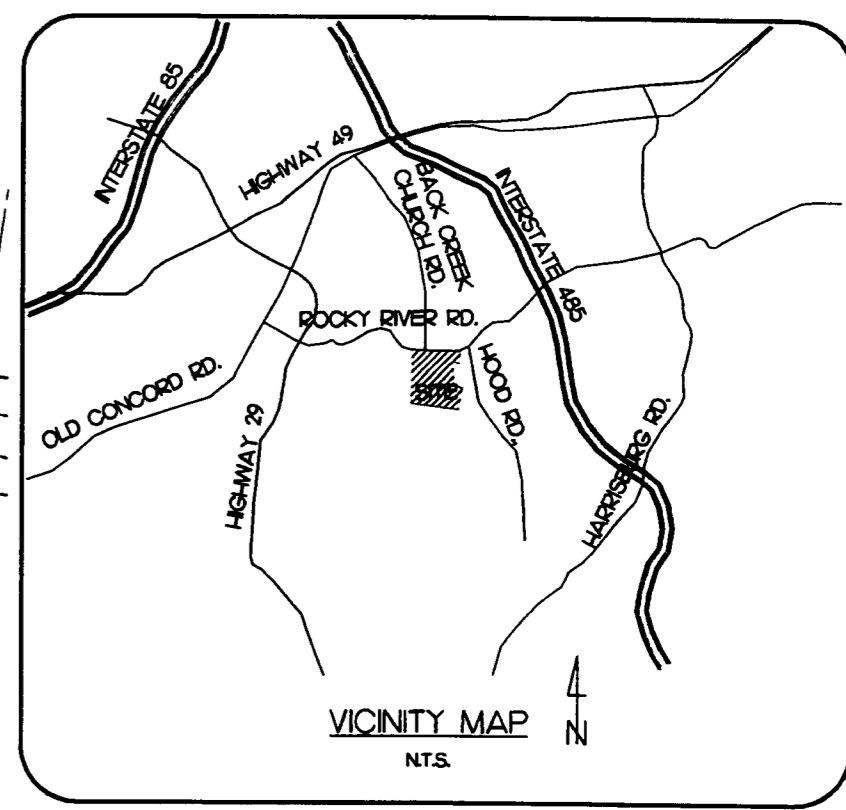 INTERSTATE 85
HIGHWAY 49
BACK CREEK
CHURCH RD.
INTERSTATE 485
ROCKY RIVER RD.
OLD CONCORD RD.
SITE
HOOD RD.
HIGHWAY 29
HARRISBURG RD.
VICINITY MAP
N
N.T.S.